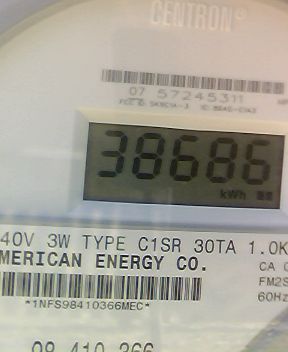 CENTRON®
07 57245311
38686
kWh
40V 3W TYPE C1SR 30TA 1.0K
MERICAN ENERGY CO.
CA 0
FM2S
60Hz
*1NFS98410366MEC*
98 410 366